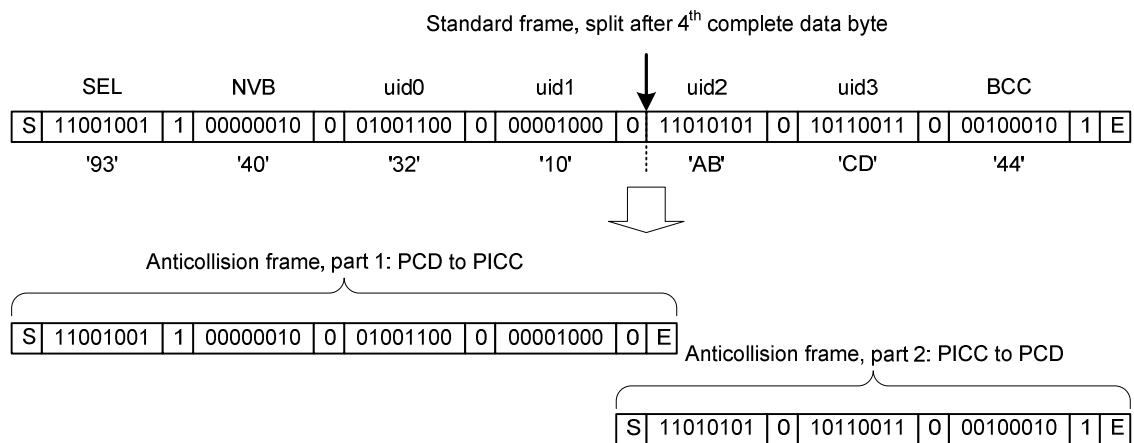 Standard frame, split after 4th complete data byte
SEL NVB uid0 uid1 uid2 uid3 BCC
S 11001001 1 00000010 0 01001100 0 00001000 0 11010101 0 10110011 0 00100010 1 E
'93' '40' '32' '10' 'AB' 'CD' '44'
Anticollision frame, part 1: PCD to PICC
S 11001001 1 00000010 0 01001100 0 00001000 0 E
Anticollision frame, part 2: PICC to PCD
S 11010101 0 10110011 0 00100010 1 E